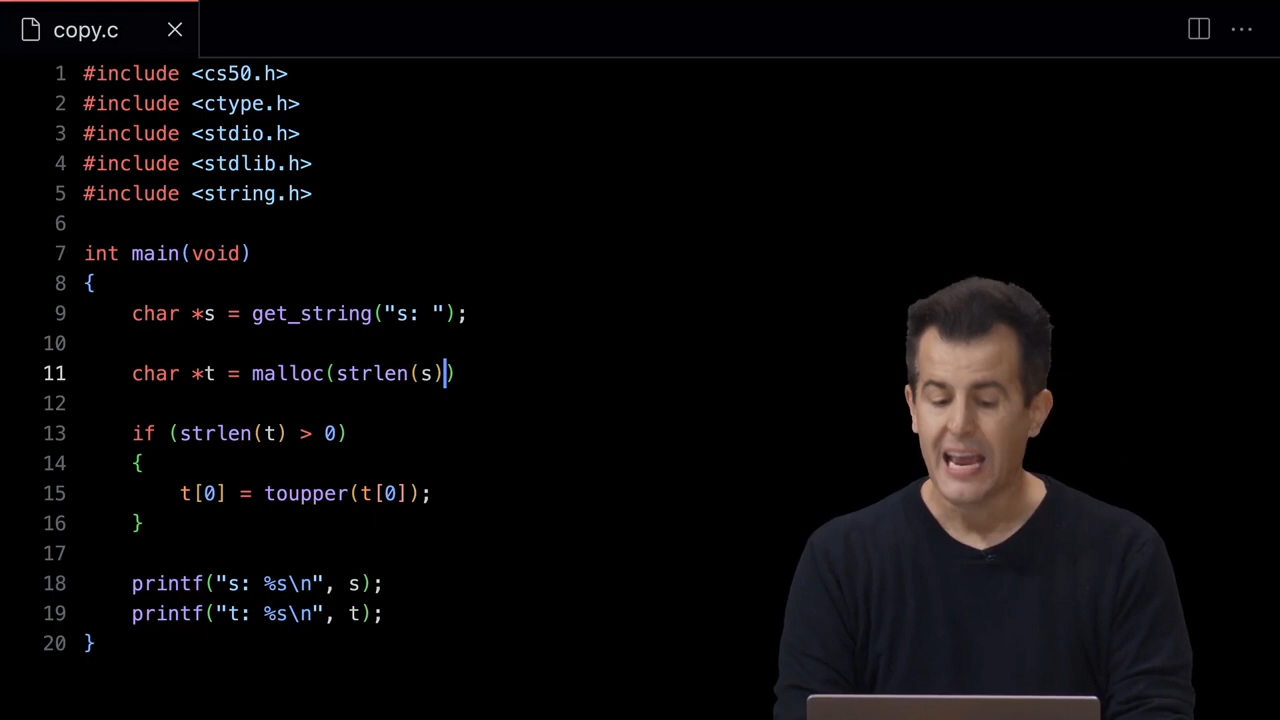 copy.c
1 #include <cs50.h>
2 #include <ctype.h>
3 #include <stdio.h>
4 #include <stdlib.h>
5 #include <string.h>
6
7 int main(void)
8 {
9     char *s = get_string("s: ");
10
11     char *t = malloc(strlen(s))
12
13     if (strlen(t) > 0)
14     {
15         t[0] = toupper(t[0]);
16     }
17
18     printf("s: %s\n", s);
19     printf("t: %s\n", t);
20 }